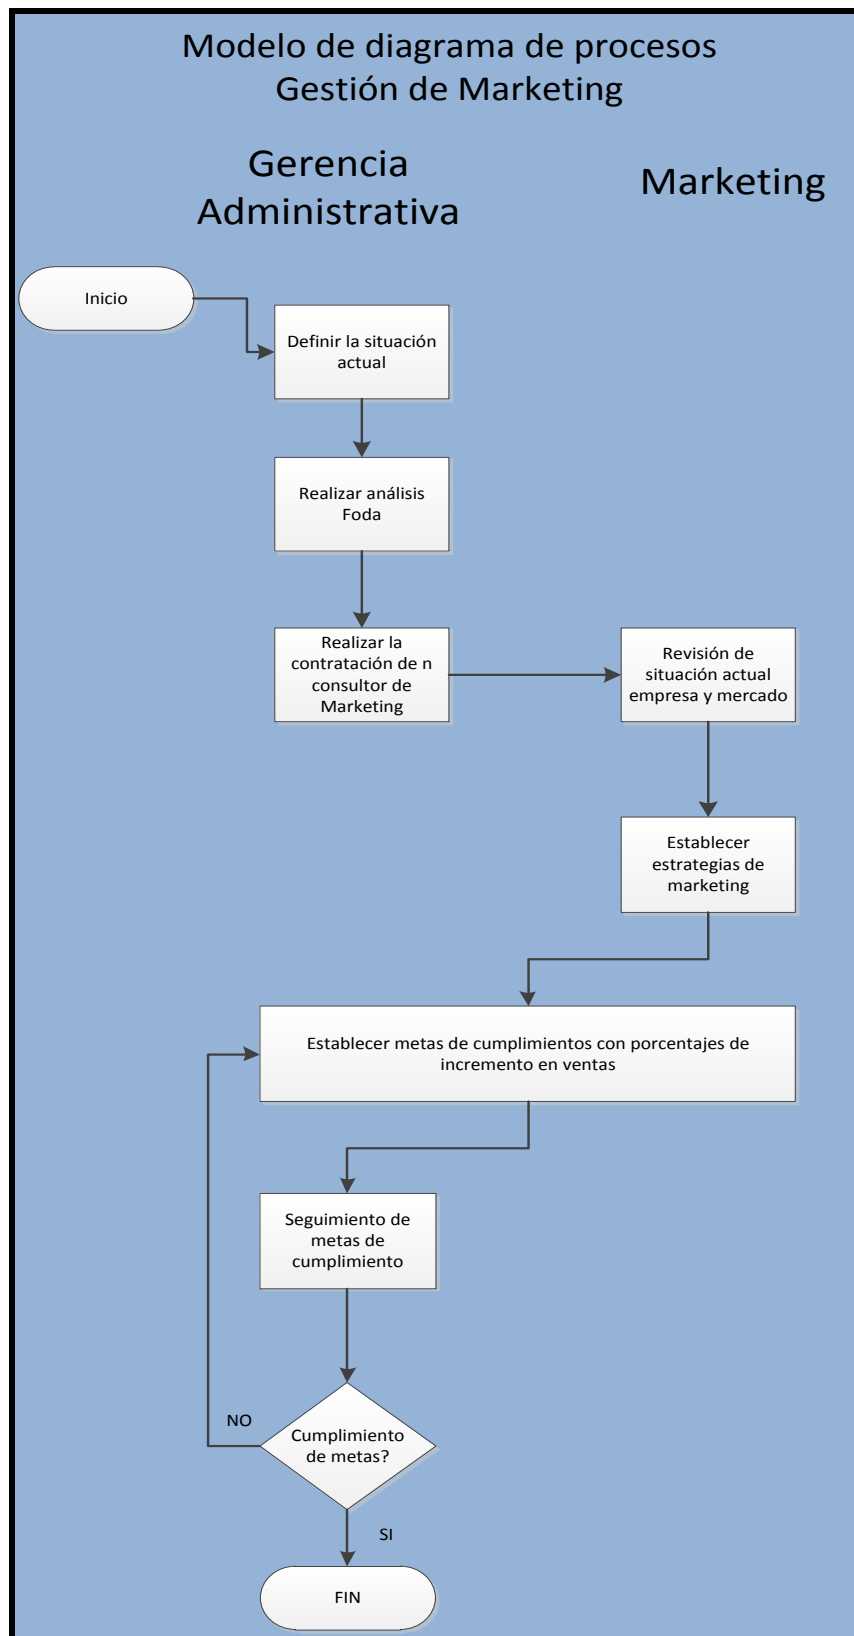 Modelo de diagrama de procesos
Gestión de Marketing
Gerencia
Administrativa
Marketing
Inicio
Definir la situación
actual
Realizar análisis
Foda
Realizar la
contratación de n
consultor de
Marketing
Revisión de
situación actual
empresa y mercado
Establecer
estrategias de
marketing
Establecer metas de cumplimientos con porcentajes de
incremento en ventas
Seguimiento de
metas de
cumplimiento
NO
Cumplimiento
de metas?
SI
FIN